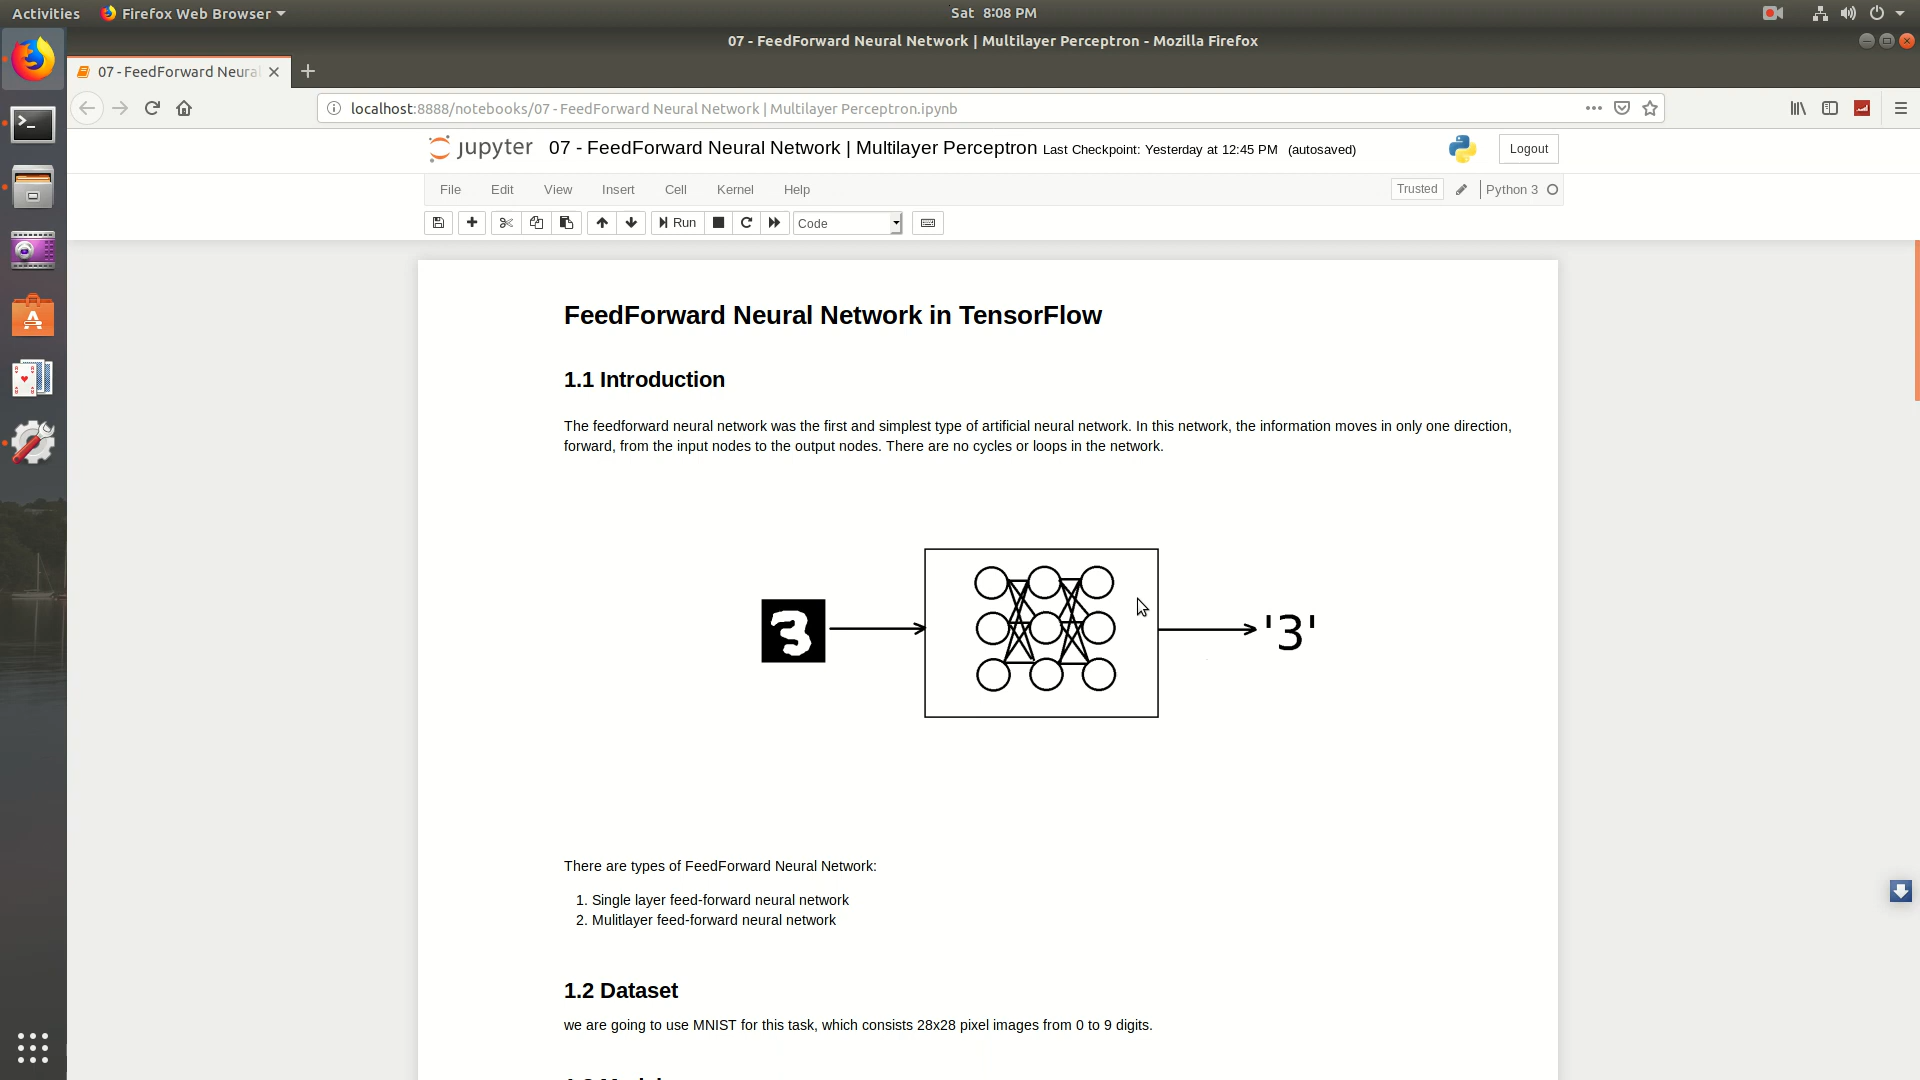 Activities
Firefox Web Browser
Sat 8:08 PM
07 - FeedForward Neural Network | Multilayer Perceptron - Mozilla Firefox
07 - FeedForward Neural
localhost:8888/notebooks/07 - FeedForward Neural Network | Multilayer Perceptron.ipynb
jupyter 07 - FeedForward Neural Network | Multilayer Perceptron Last Checkpoint: Yesterday at 12:45 PM (autosaved)
Logout
File Edit View Insert Cell Kernel Help
Trusted
Python 3
Run
Code
FeedForward Neural Network in TensorFlow
1.1 Introduction
The feedforward neural network was the first and simplest type of artificial neural network. In this network, the information moves in only one direction,
forward, from the input nodes to the output nodes. There are no cycles or loops in the network.
3
'3'
There are types of FeedForward Neural Network:
1. Single layer feed-forward neural network
2. Mulitlayer feed-forward neural network
1.2 Dataset
we are going to use MNIST for this task, which consists 28x28 pixel images from 0 to 9 digits.